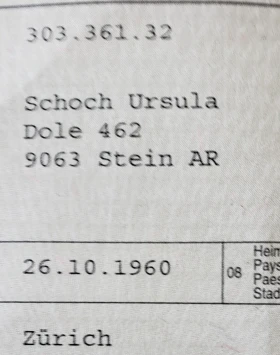 303.361.32
Schoch Ursula
Dole 462
9063 Stein AR
26.10.1960
08
Zürich